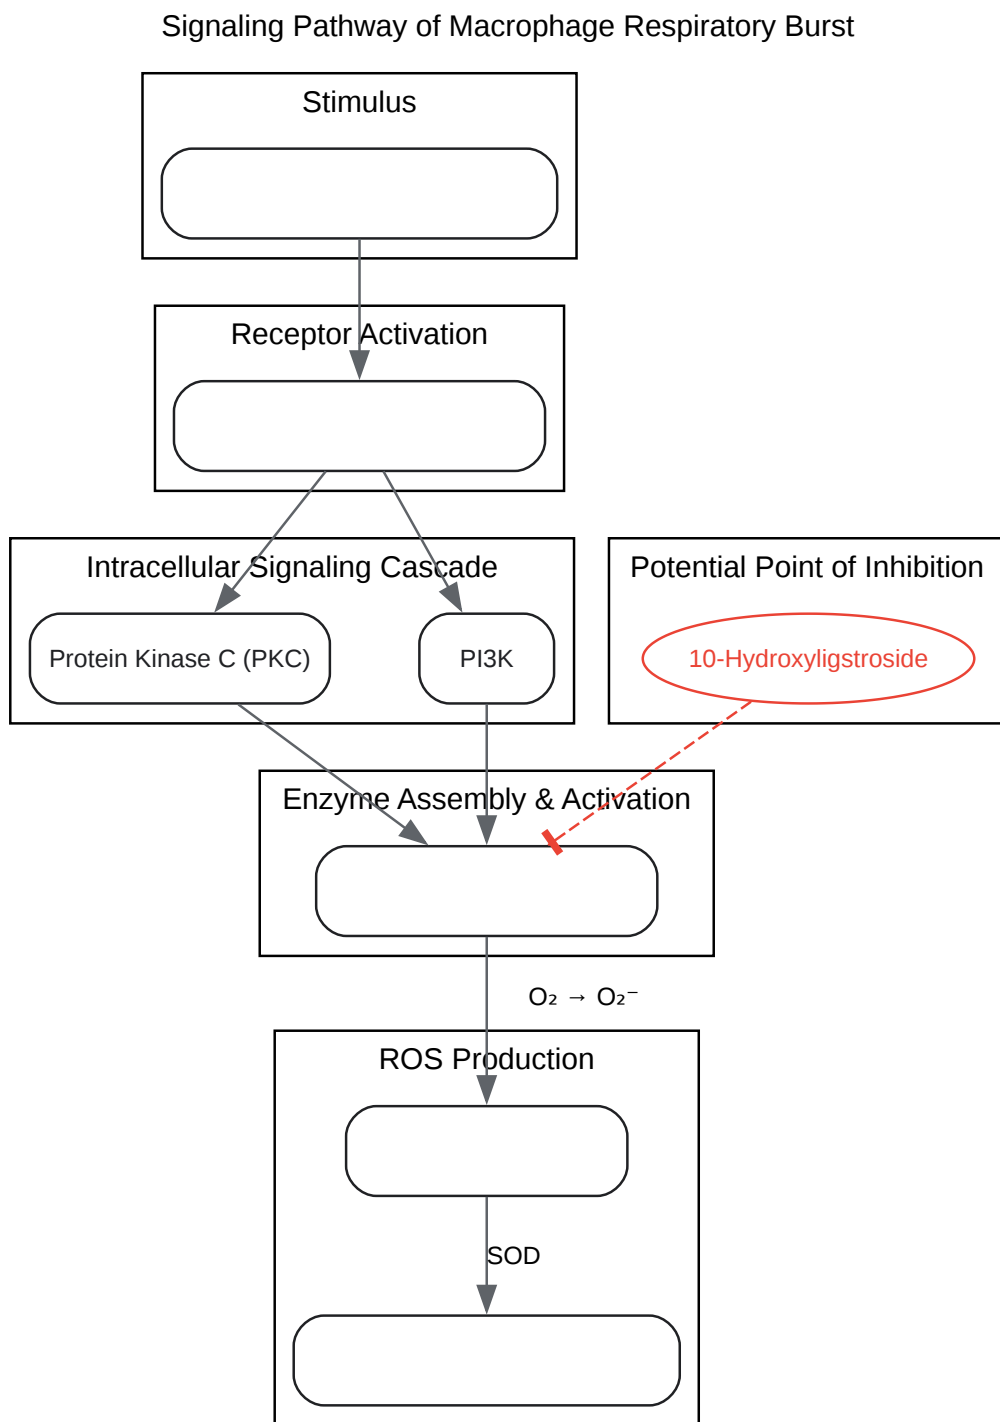 Signaling Pathway of Macrophage Respiratory Burst
Stimulus
Receptor Activation
Intracellular Signaling Cascade
Potential Point of Inhibition
Protein Kinase C (PKC)
PI3K
10-Hydroxyligstroside
Enzyme Assembly & Activation
O₂ → O₂⁻
ROS Production
SOD